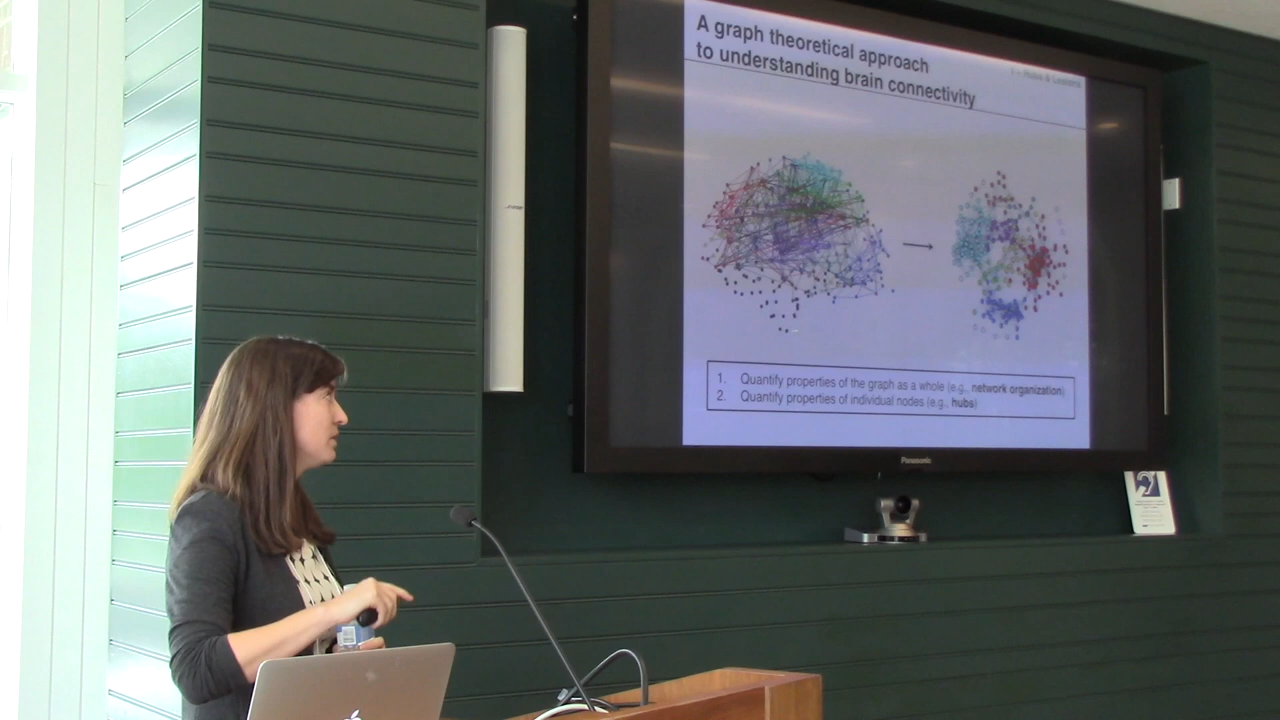 A graph theoretical approach
to understanding brain connectivity
1. Quantify properties of the graph as a whole (e.g., network organization)
2. Quantify properties of individual nodes (e.g., hubs)
Panasonic